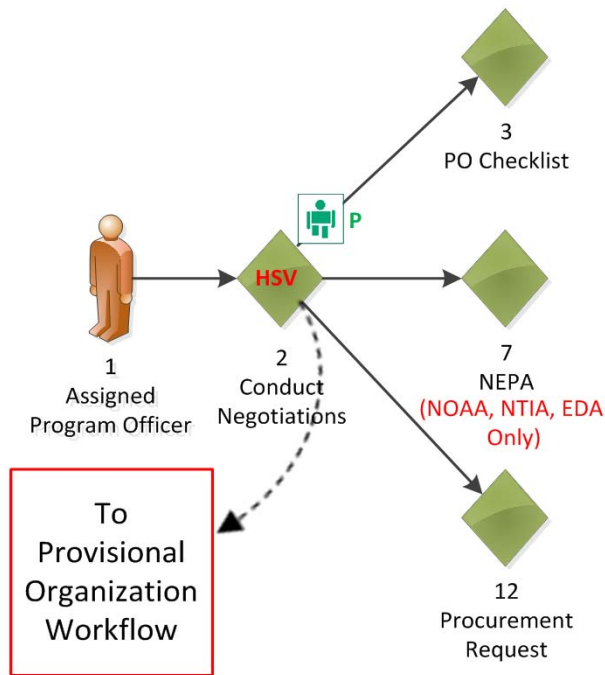 3
PO Checklist
P
HSV
1
Assigned
Program Officer
2
Conduct
Negotiations
7
NEPA
(NOAA, NTIA, EDA
Only)
To
Provisional
Organization
Workflow
12
Procurement
Request